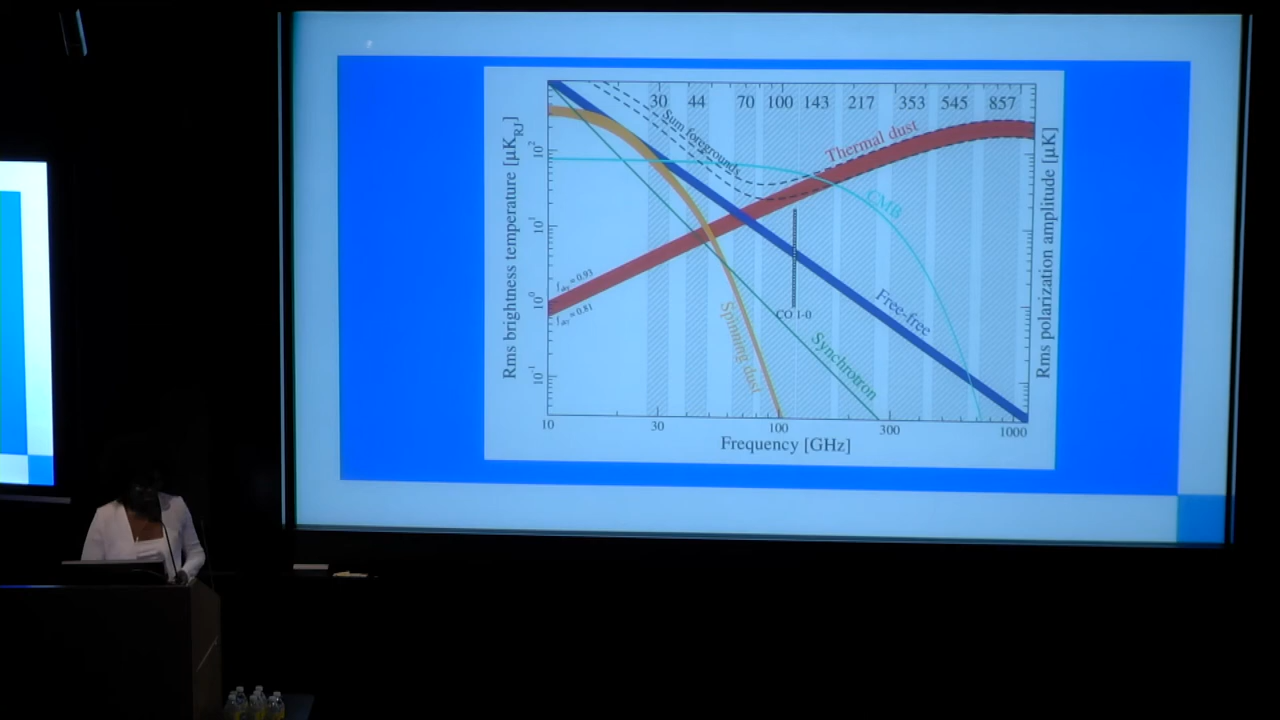 30 44 70 100 143 217 353 545 857
Sum foregrounds
Thermal dust
CMB
Rms brightness temperature [μK_RJ]
Rms polarization amplitude [μK]
10²
10¹
10⁰
10⁻¹
f_sky = 0.93
f_sky = 0.81
CO 1-0
Free-free
Spinning dust
Synchrotron
10 30 100 300 1000
Frequency [GHz]